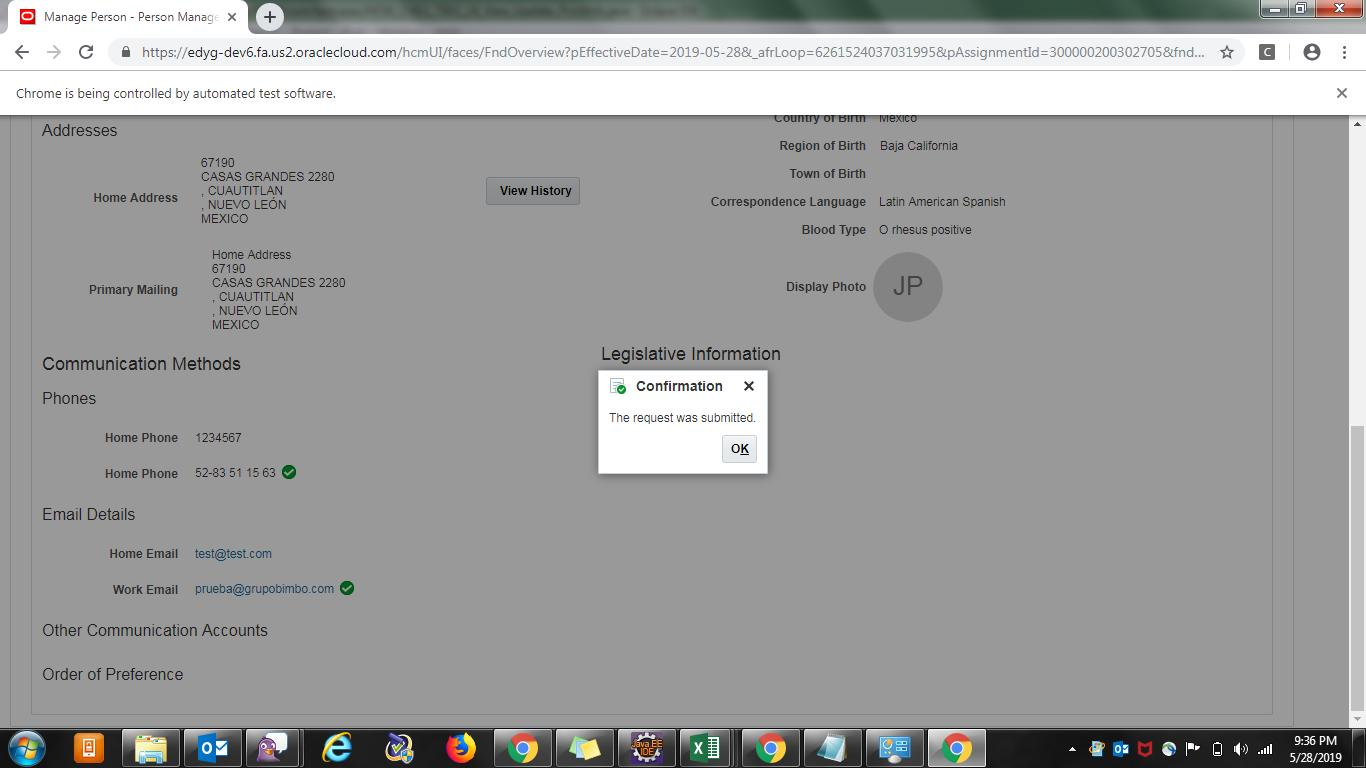 Manage Person - Person Manage
https://edyg-dev6.fa.us2.oraclecloud.com/hcmUI/faces/FndOverview?pEffectiveDate=2019-05-28&_afrLoop=6261524037031995&pAssignmentId=300000200302705&fnd...
C
Chrome is being controlled by automated test software.
Addresses
Home Address
67190
CASAS GRANDES 2280
, CUAUTITLAN
, NUEVO LEÓN
MEXICO
View History
Primary Mailing
Home Address
67190
CASAS GRANDES 2280
, CUAUTITLAN
, NUEVO LEÓN
MEXICO
Country of Birth Mexico
Region of Birth Baja California
Town of Birth
Correspondence Language Latin American Spanish
Blood Type O rhesus positive
Display Photo JP
Communication Methods
Phones
Home Phone 1234567
Home Phone 52-83 51 15 63
Email Details
Home Email test@test.com
Work Email prueba@grupobimbo.com
Other Communication Accounts
Order of Preference
Legislative Information
Confirmation
The request was submitted.
OK
Java EE
IDE
9:36 PM
5/28/2019